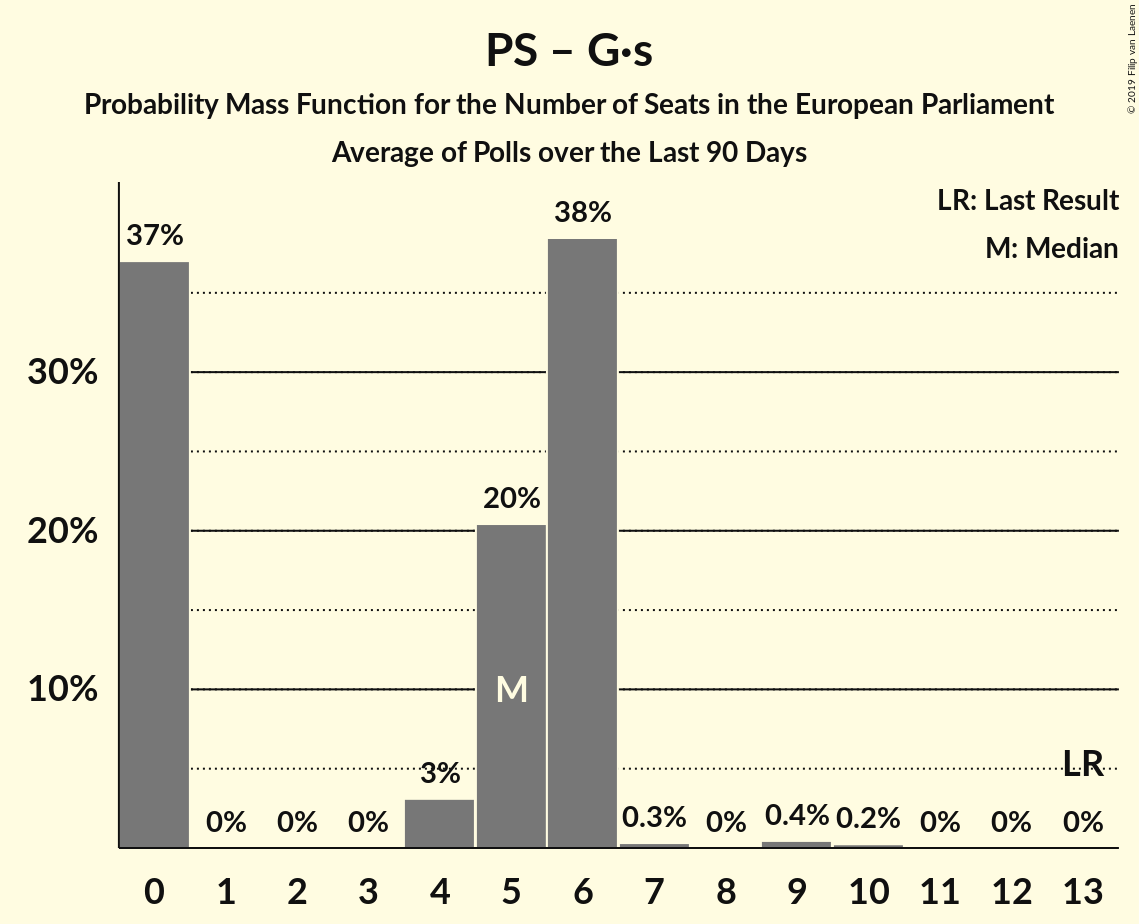 PS – G•s
Probability Mass Function for the Number of Seats in the European Parliament
Average of Polls over the Last 90 Days
© 2019 Filip van Laenen
LR: Last Result
M: Median
37%
0%
0%
0%
3%
20%
38%
0.3%
0%
0.4%
0.2%
0%
0%
0%
M
LR
30%
20%
10%
0 1 2 3 4 5 6 7 8 9 10 11 12 13